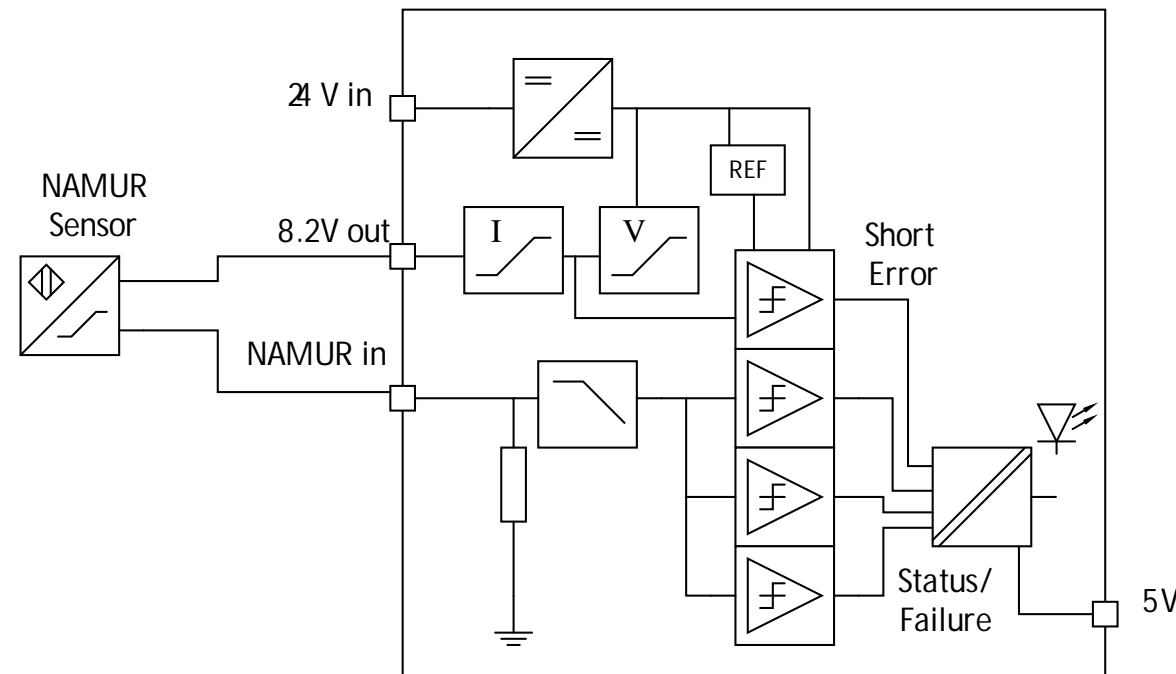 24 V in
REF
NAMUR
Sensor
8.2V out
I
V
Short
Error
NAMUR in
Status/
Failure
5V